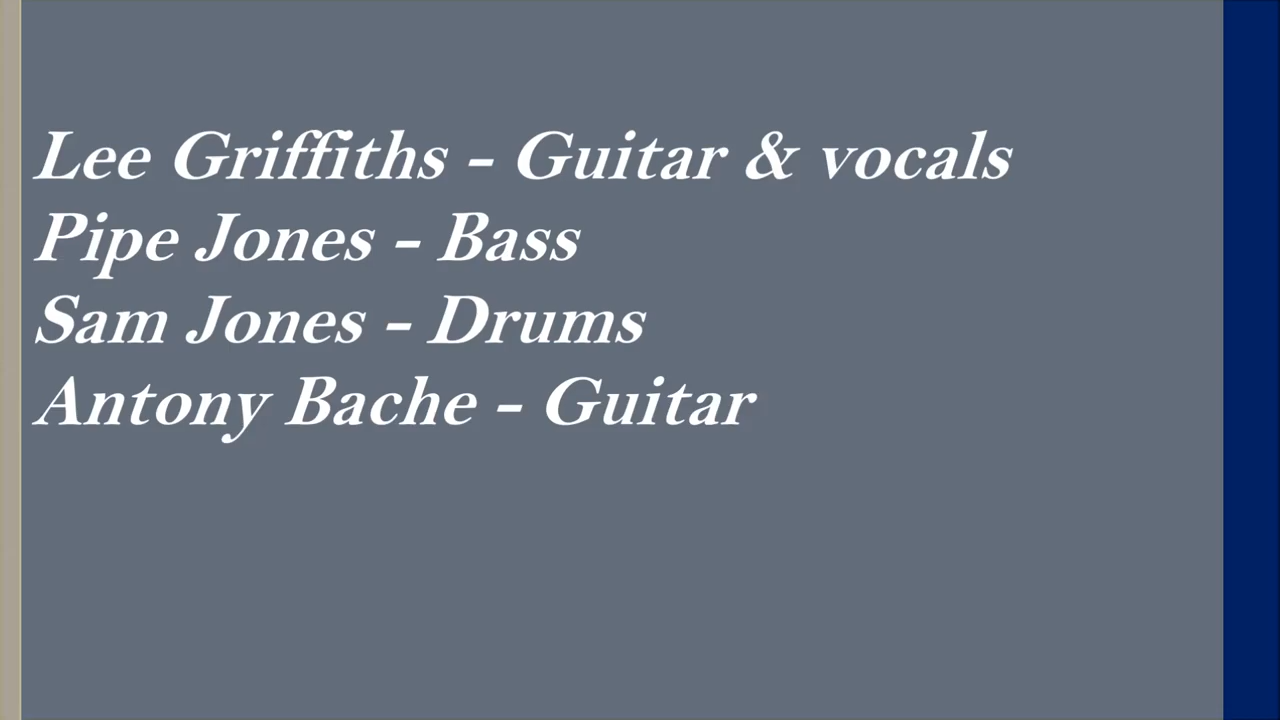 Lee Griffiths - Guitar & vocals
Pipe Jones - Bass
Sam Jones - Drums
Antony Bache - Guitar